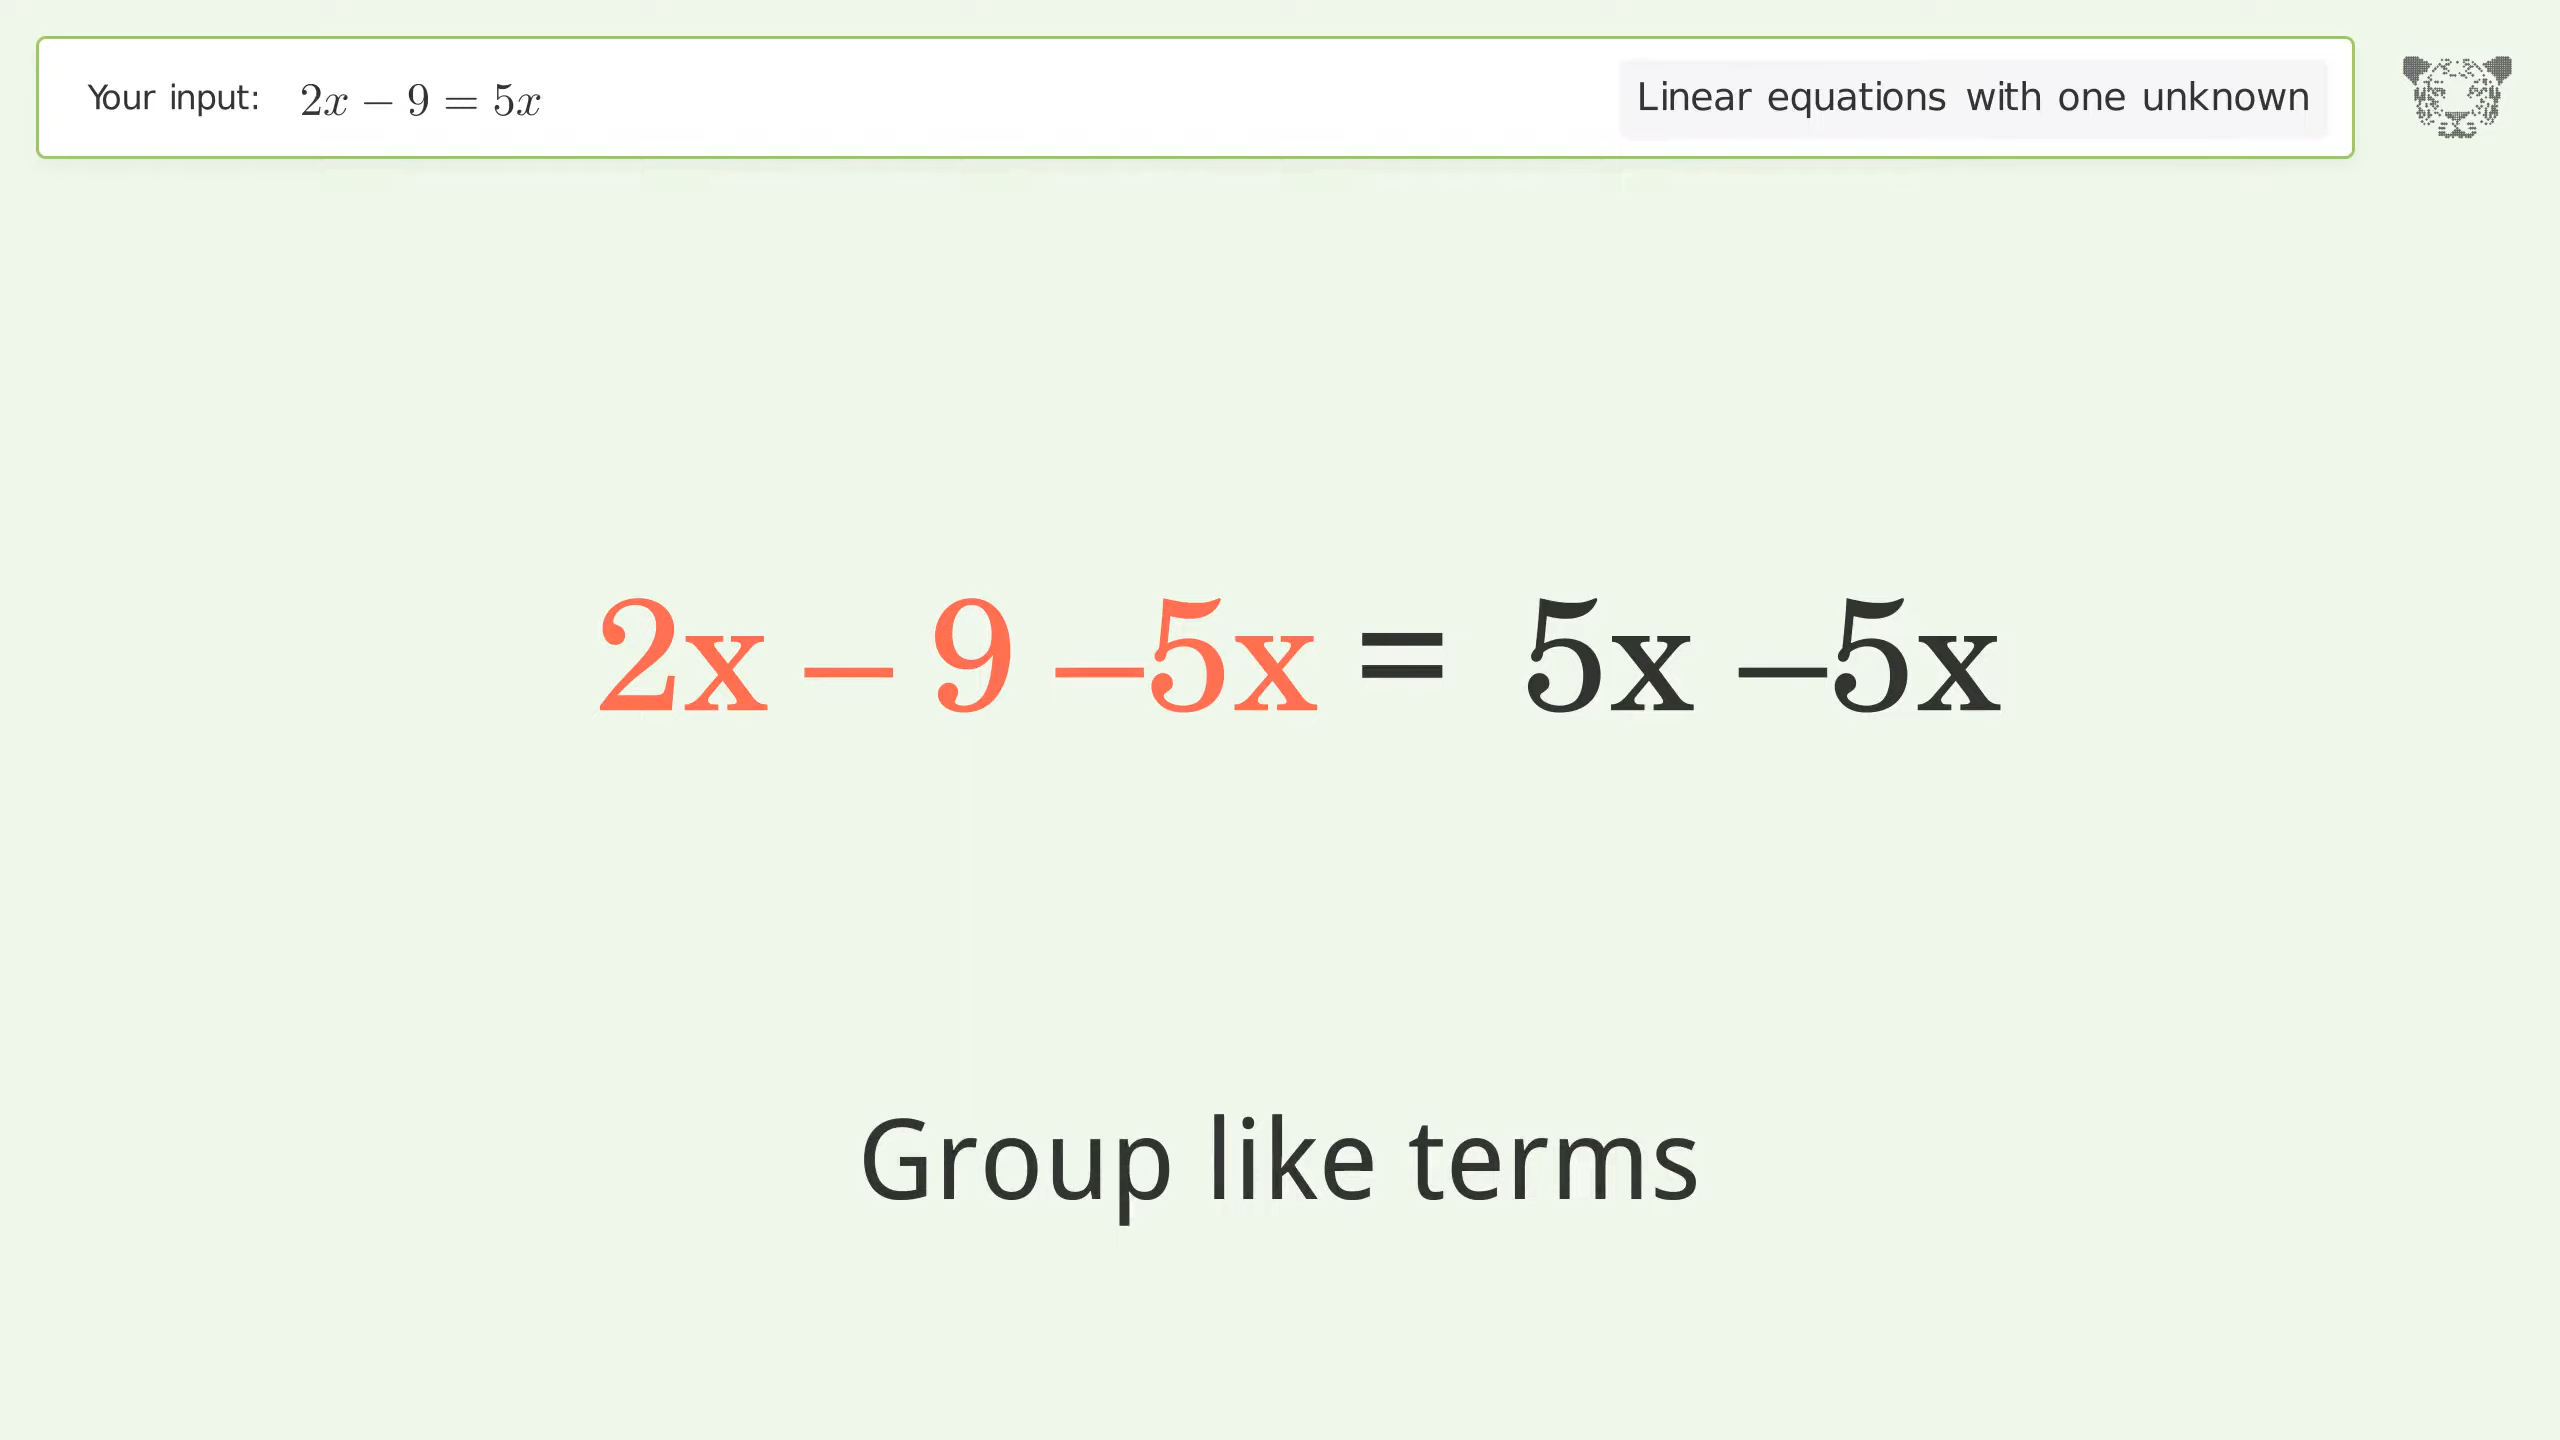 Your input: 2x − 9 = 5x
Linear equations with one unknown
2x − 9 −5x = 5x −5x
Group like terms